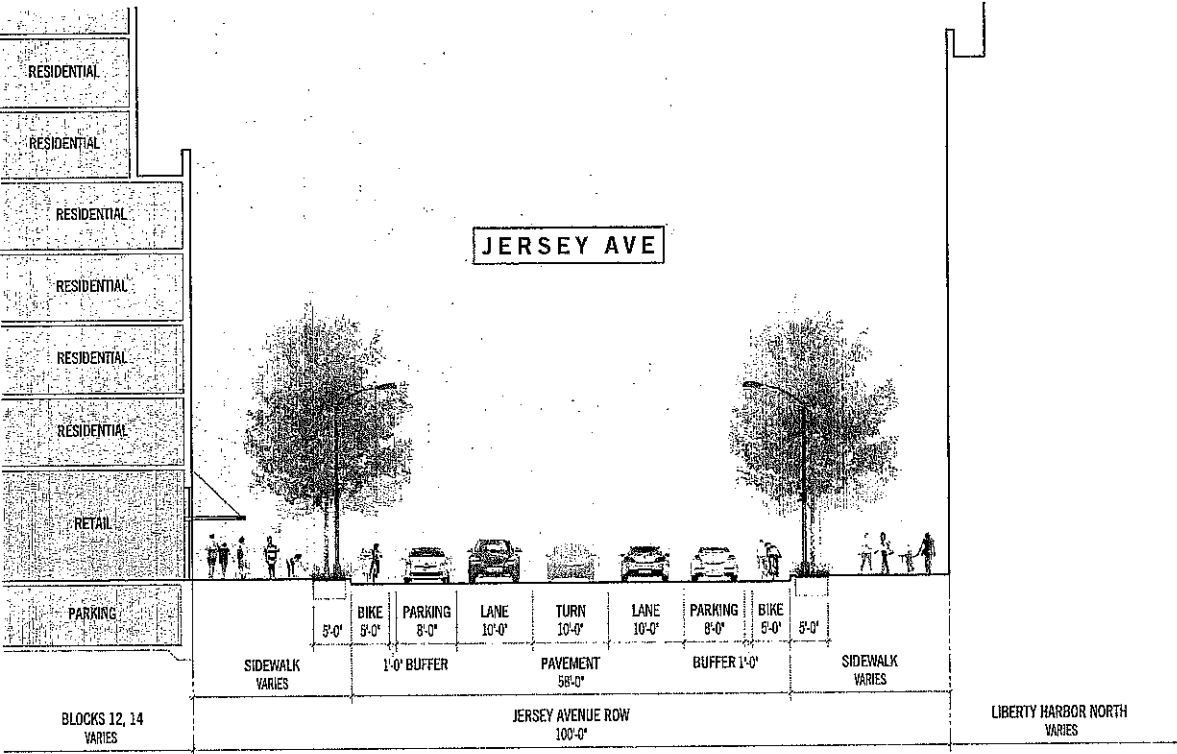 RESIDENTIAL
RESIDENTIAL
RESIDENTIAL
RESIDENTIAL
RESIDENTIAL
RESIDENTIAL
RETAIL
PARKING
JERSEY AVE
5'-0"
BIKE
5'-0"
PARKING
8'-0"
LANE
10'-0"
TURN
10'-0"
LANE
10'-0"
PARKING
8'-0"
BIKE
5'-0"
5'-0"
SIDEWALK
VARIES
1'-0" BUFFER
PAVEMENT
58'-0"
BUFFER 1'-0"
SIDEWALK
VARIES
BLOCKS 12, 14
VARIES
JERSEY AVENUE ROW
100'-0"
LIBERTY HARBOR NORTH
VARIES